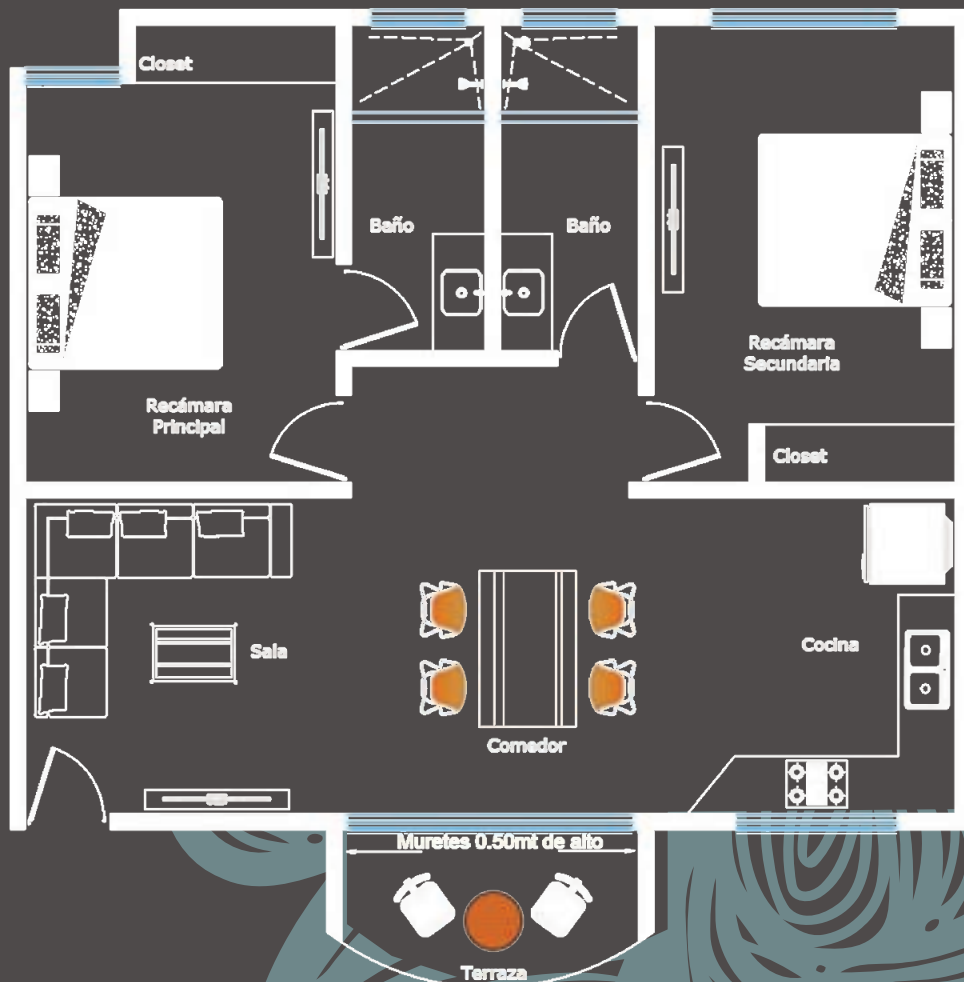 Closet
Baño
Baño
Recámara
Secundaria
Recámara
Principal
Closet
Sala
Cocina
Comedor
Muretes 0.50mt de alto
Terraza